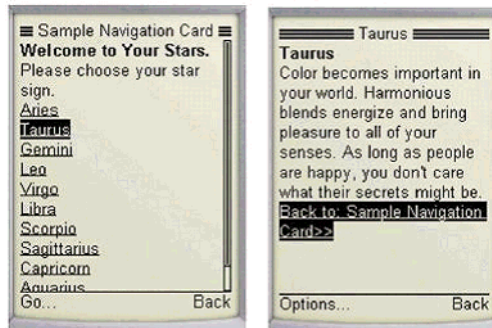 Sample Navigation Card
Welcome to Your Stars.
Please choose your star
sign.
Aries
Taurus
Gemini
Leo
Virgo
Libra
Scorpio
Sagittarius
Capricorn
Aquarius
Go... Back
Taurus
Taurus
Color becomes important in
your world. Harmonious
blends energize and bring
pleasure to all of your
senses. As long as people
are happy, you don't care
what their secrets might be.
Back to: Sample Navigation
Card>>
Options... Back